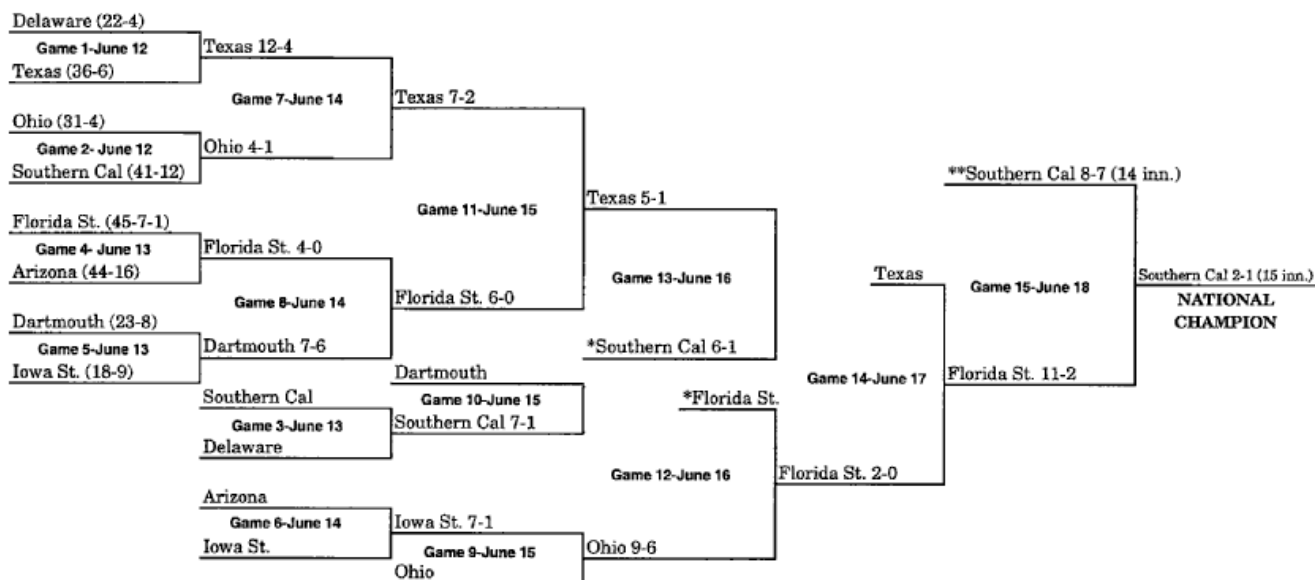 Delaware (22-4)
Game 1-June 12
Texas (36-6)
Texas 12-4
Game 7-June 14
Texas 7-2
Ohio (31-4)
Game 2- June 12
Southern Cal (41-12)
Ohio 4-1
Game 11-June 15
Texas 5-1
Florida St. (45-7-1)
Game 4- June 13
Arizona (44-16)
Florida St. 4-0
Game 8-June 14
Florida St. 6-0
Dartmouth (23-8)
Game 5-June 13
Iowa St. (18-9)
Dartmouth 7-6
Game 13-June 16
*Southern Cal 6-1
Southern Cal
Game 3-June 13
Delaware
Dartmouth
Game 10-June 15
Southern Cal 7-1
Arizona
Game 6-June 14
Iowa St.
Iowa St. 7-1
Game 9-June 15
Ohio
Ohio 9-6
*Florida St.
Game 12-June 16
Florida St. 2-0
Texas
Game 14-June 17
Florida St. 11-2
**Southern Cal 8-7 (14 inn.)
Game 15-June 18
Southern Cal 2-1 (15 inn.)
NATIONAL
CHAMPION